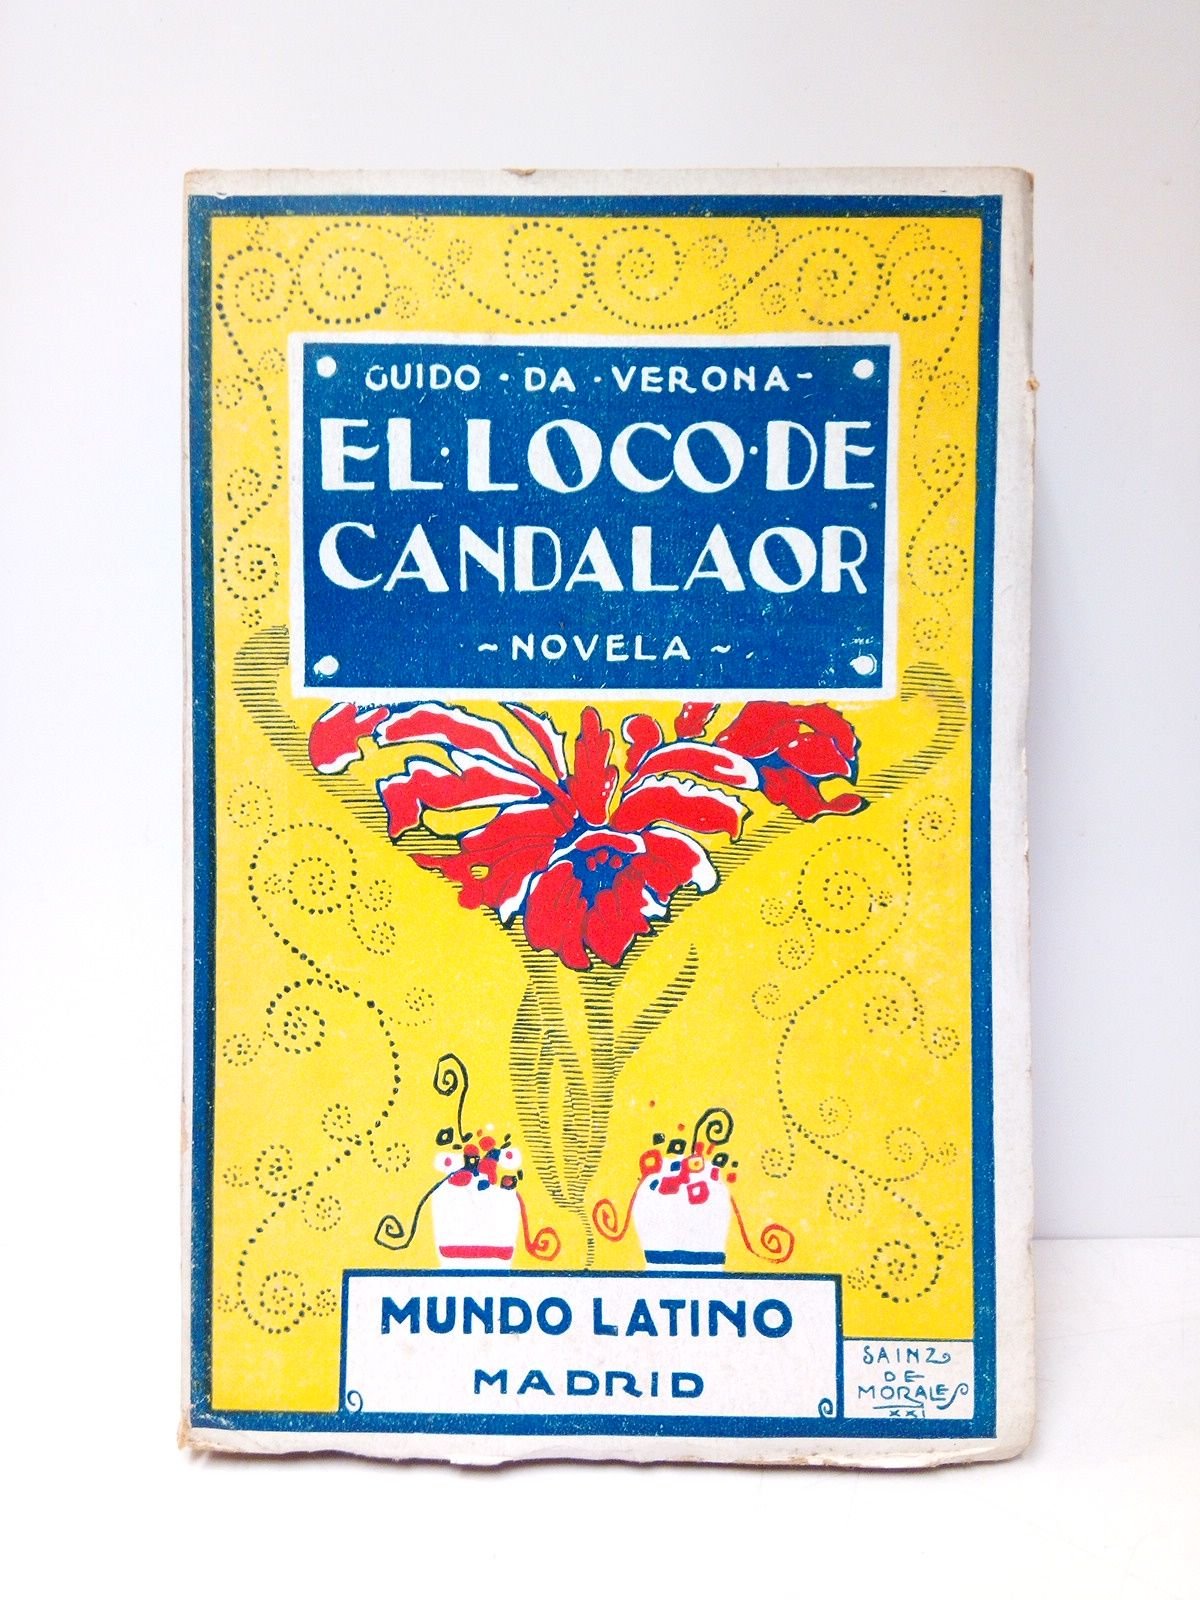 GUIDO · DA · VERONA -
EL · LOCO · DE
CANDALAOR
~ NOVELA ~
MUNDO LATINO
MADRID
SAINZ
DE
MORALES
XXI